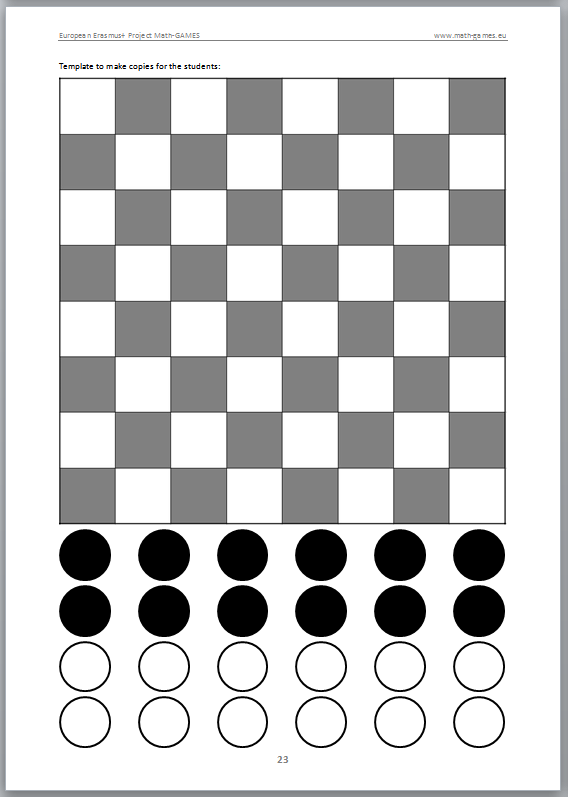 European Erasmus+ Project Math-GAMES www.math-games.eu
Template to make copies for the students:
23